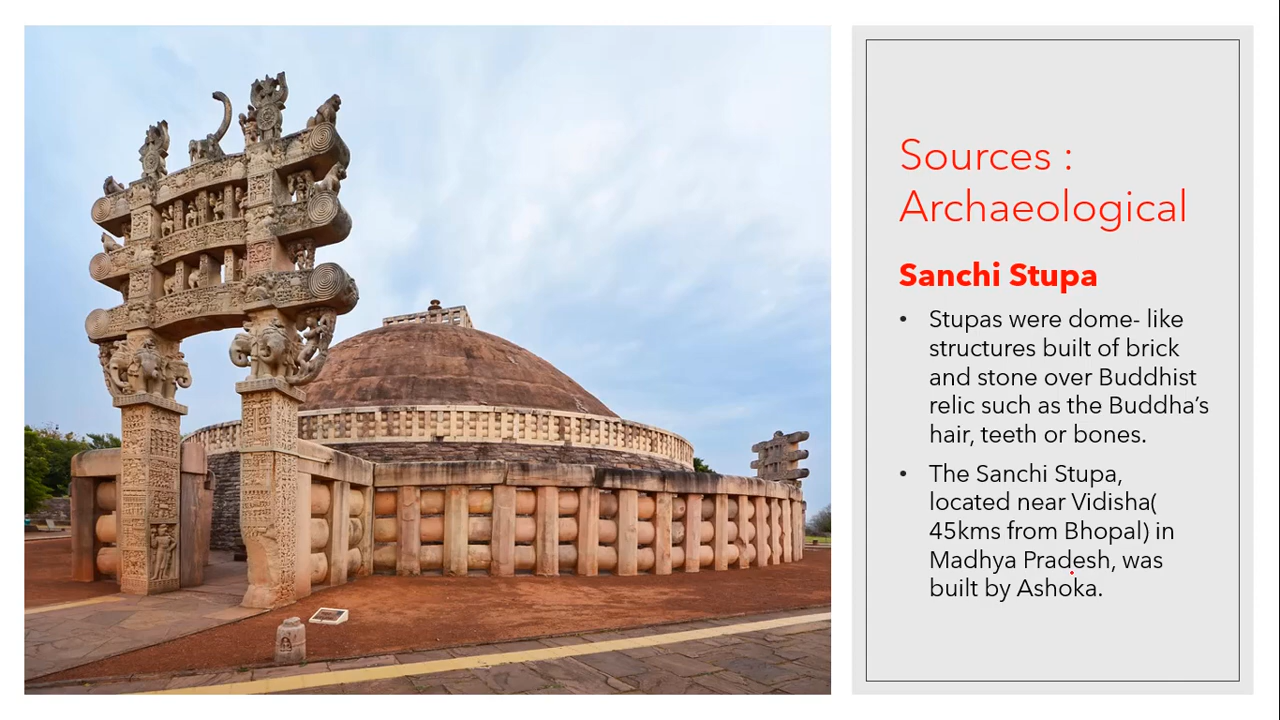 Sources :
Archaeological
Sanchi Stupa
• Stupas were dome- like
structures built of brick
and stone over Buddhist
relic such as the Buddha’s
hair, teeth or bones.
• The Sanchi Stupa,
located near Vidisha(
45kms from Bhopal) in
Madhya Pradesh, was
built by Ashoka.